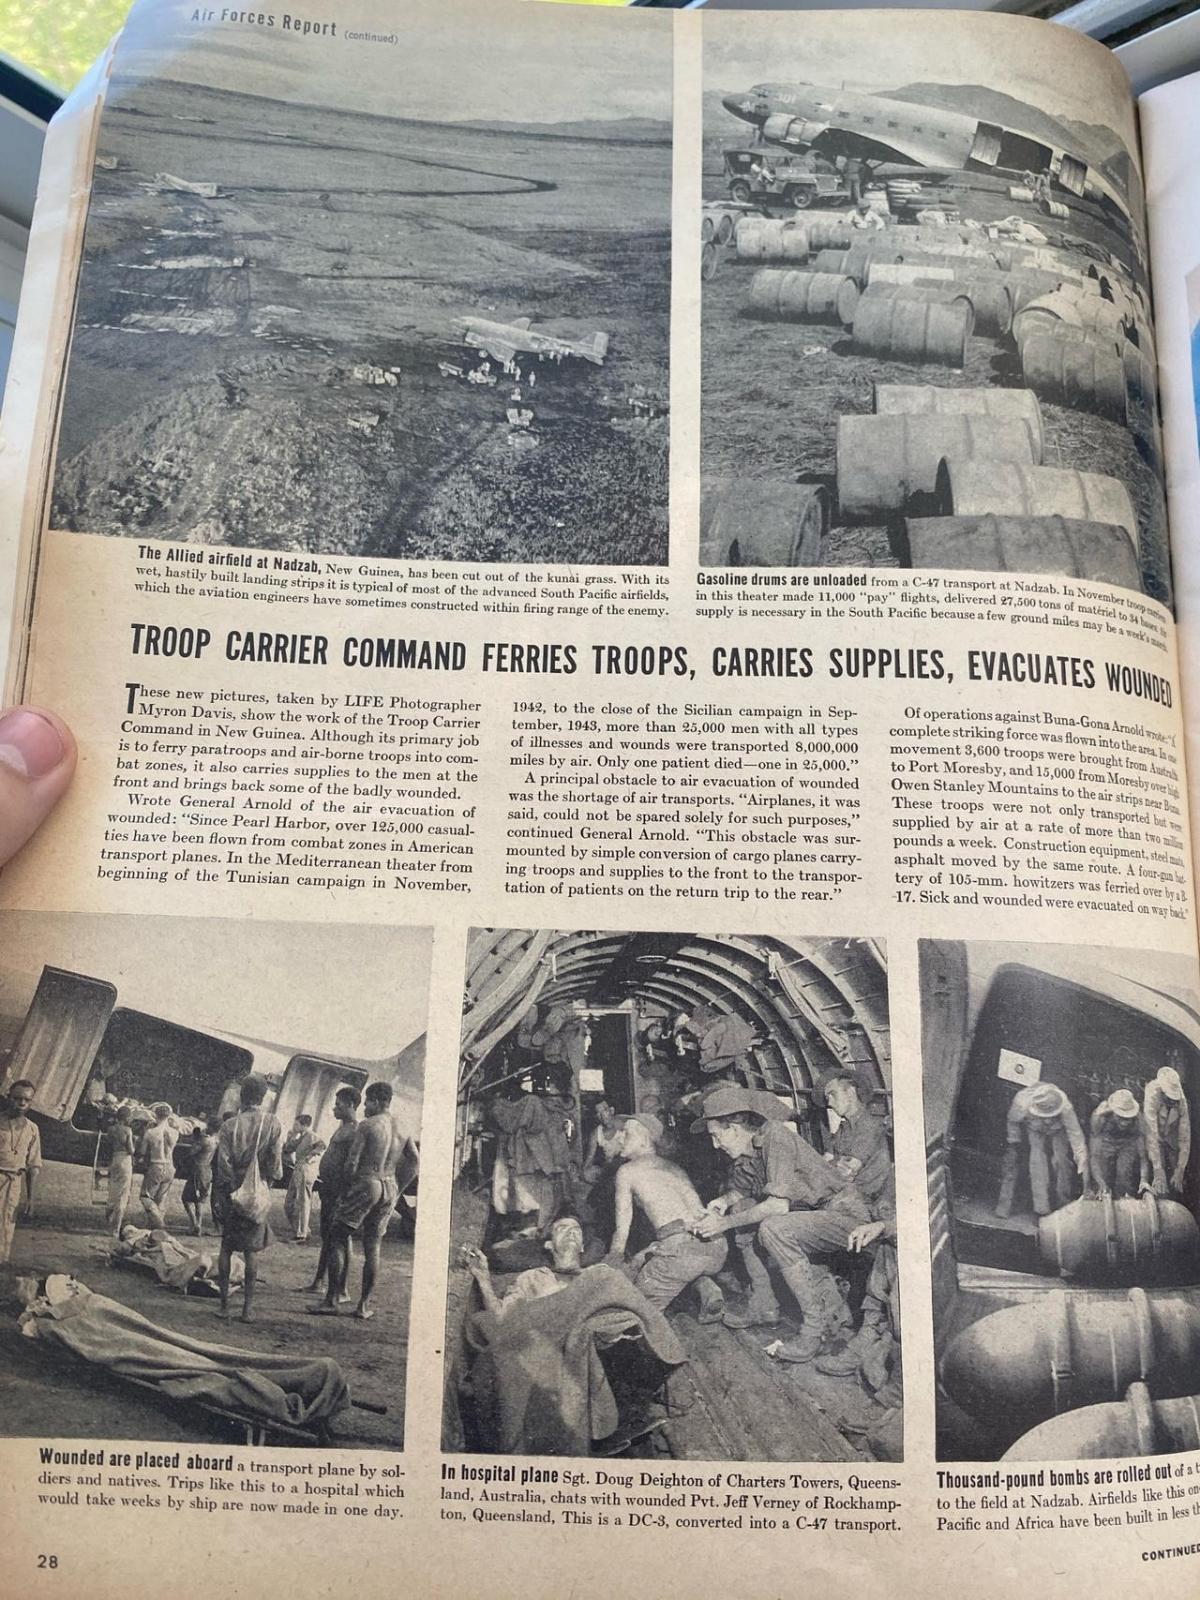 Air Forces Report (continued)
301
The Allied airfield at Nadzab, New Guinea, has been cut out of the kunai grass. With its
wet, hastily built landing strips it is typical of most of the advanced South Pacific airfields,
which the aviation engineers have sometimes constructed within firing range of the enemy.
Gasoline drums are unloaded from a C-47 transport at Nadzab. In November troop carriers
in this theater made 11,000 "pay" flights, delivered 27,500 tons of matériel to 34 bases.
supply is necessary in the South Pacific because a few ground miles may be a week's march.
TROOP CARRIER COMMAND FERRIES TROOPS, CARRIES SUPPLIES, EVACUATES WOUNDED
These new pictures, taken by LIFE Photographer
Myron Davis, show the work of the Troop Carrier
Command in New Guinea. Although its primary job
is to ferry paratroops and air-borne troops into com-
bat zones, it also carries supplies to the men at the
front and brings back some of the badly wounded.
Wrote General Arnold of the air evacuation of
wounded: “Since Pearl Harbor, over 125,000 casual-
ties have been flown from combat zones in American
transport planes. In the Mediterranean theater from
beginning of the Tunisian campaign in November,
1942, to the close of the Sicilian campaign in Sep-
tember, 1943, more than 25,000 men with all types
of illnesses and wounds were transported 8,000,000
miles by air. Only one patient died—one in 25,000.”
A principal obstacle to air evacuation of wounded
was the shortage of air transports. “Airplanes, it was
said, could not be spared solely for such purposes,”
continued General Arnold. “This obstacle was sur-
mounted by simple conversion of cargo planes carry-
ing troops and supplies to the front to the transpor-
tation of patients on the return trip to the rear.”
Of operations against Buna-Gona Arnold wrote: “A
complete striking force was flown into the area. In one
movement 3,600 troops were brought from Australia
to Port Moresby, and 15,000 from Moresby over high
Owen Stanley Mountains to the air strips near Buna.
These troops were not only transported but were
supplied by air at a rate of more than two million
pounds a week. Construction equipment, steel mats,
asphalt moved by the same route. A four-gun bat-
tery of 105-mm. howitzers was ferried over by a B-
-17. Sick and wounded were evacuated on way back.”
Wounded are placed aboard a transport plane by sol-
diers and natives. Trips like this to a hospital which
would take weeks by ship are now made in one day.
In hospital plane Sgt. Doug Deighton of Charters Towers, Queens-
land, Australia, chats with wounded Pvt. Jeff Verney of Rockhamp-
ton, Queensland, This is a DC-3, converted into a C-47 transport.
Thousand-pound bombs are rolled out of a
to the field at Nadzab. Airfields like this
Pacific and Africa have been built in less
28
CONTINUED